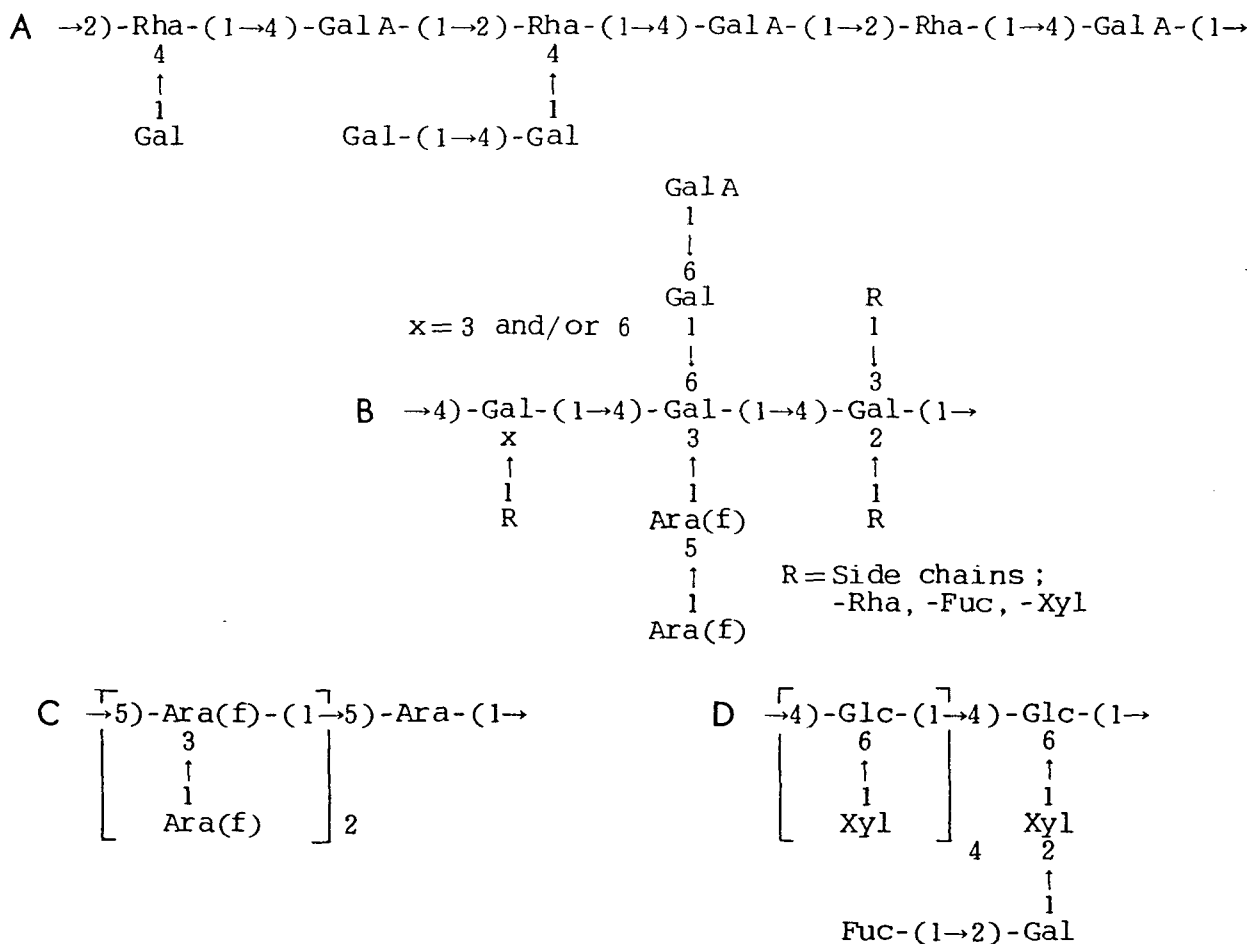 A →2)-Rha-(1→4)-Gal A-(1→2)-Rha-(1→4)-Gal A-(1→2)-Rha-(1→4)-Gal A-(1→
4 4
↑ ↑
1 1
Gal Gal-(1→4)-Gal
Gal A
1
↓
6
Gal R
x = 3 and/or 6 1 1
↓ ↓
6 3
B →4)-Gal-(1→4)-Gal-(1→4)-Gal-(1→
x 3 2
↑ ↑ ↑
1 1 1
R Ara(f) R
5
↑
1
Ara(f)
R = Side chains ;
-Rha, -Fuc, -Xyl
C →5)-Ara(f)-(1→5)-Ara-(1→
3
↑
1
Ara(f) 2
D →4)-Glc-(1→4)-Glc-(1→
6 6
↑ ↑
1 1
Xyl Xyl
4 2
↑
1
Fuc-(1→2)-Gal